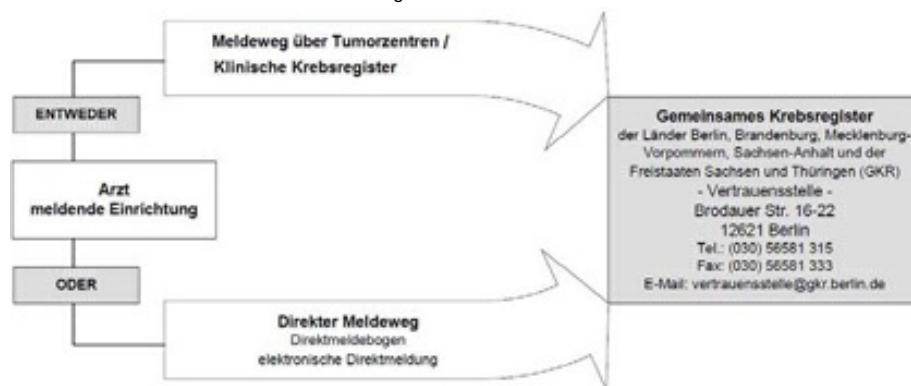 Meldeweg über Tumorzentren /
Klinische Krebsregister
ENTWEDER
Arzt
meldende Einrichtung
ODER
Direkter Meldeweg
Direktmeldebogen
elektronische Direktmeldung
Gemeinsames Krebsregister
der Länder Berlin, Brandenburg, Mecklenburg-
Vorpommern, Sachsen-Anhalt und der
Freistaaten Sachsen und Thüringen (GKR)
- Vertrauensstelle -
Brodauer Str. 16-22
12621 Berlin
Tel.: (030) 56581 315
Fax: (030) 56581 333
E-Mail: vertrauensstelle@gkr.berlin.de